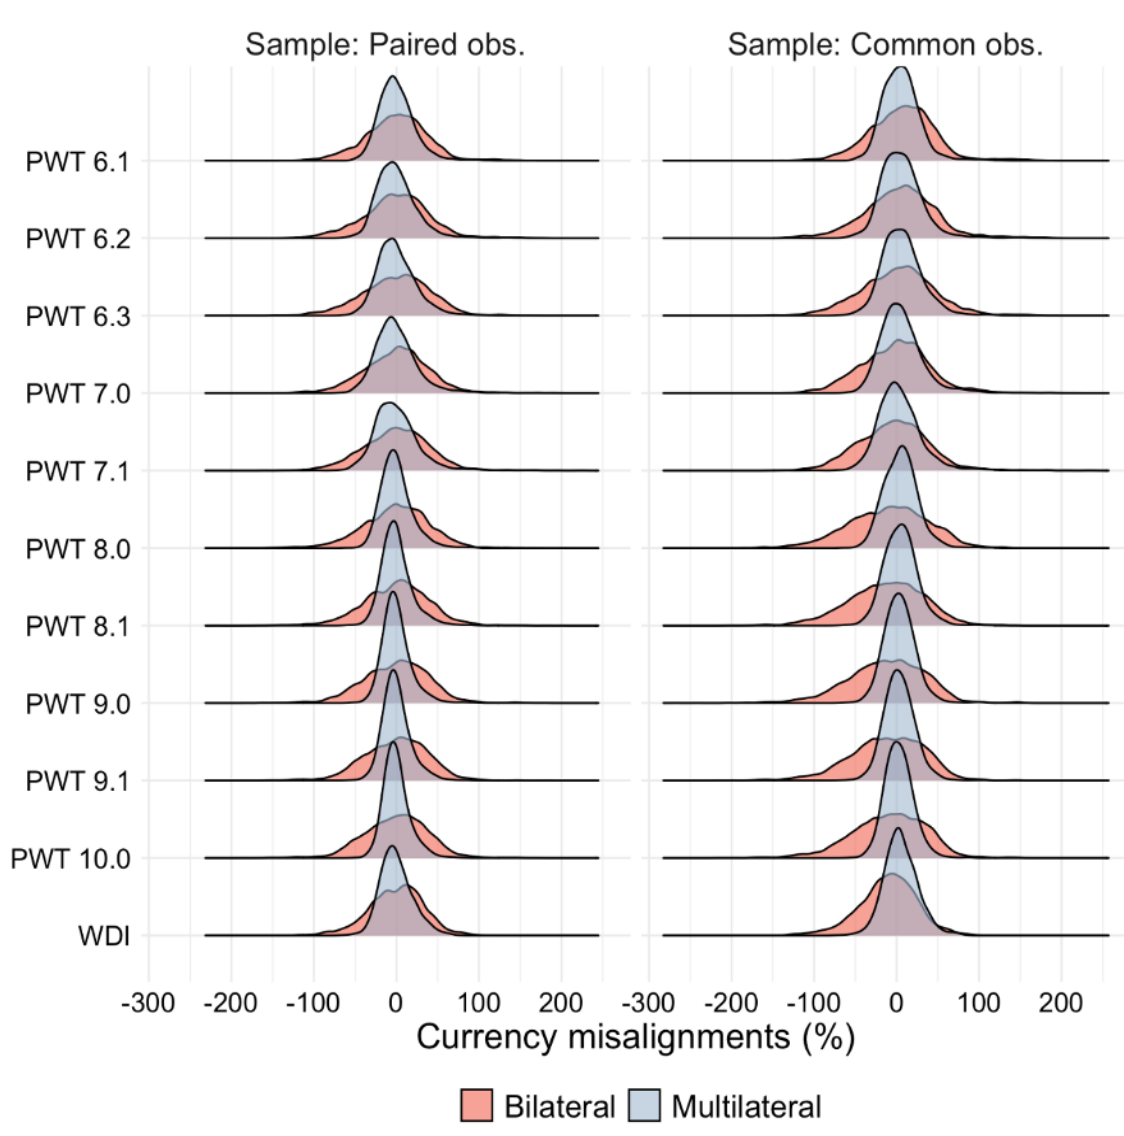 Sample: Paired obs.
Sample: Common obs.
PWT 6.1
PWT 6.2
PWT 6.3
PWT 7.0
PWT 7.1
PWT 8.0
PWT 8.1
PWT 9.0
PWT 9.1
PWT 10.0
WDI
-300 -200 -100 0 100 200 -300 -200 -100 0 100 200
Currency misalignments (%)
Bilateral Multilateral